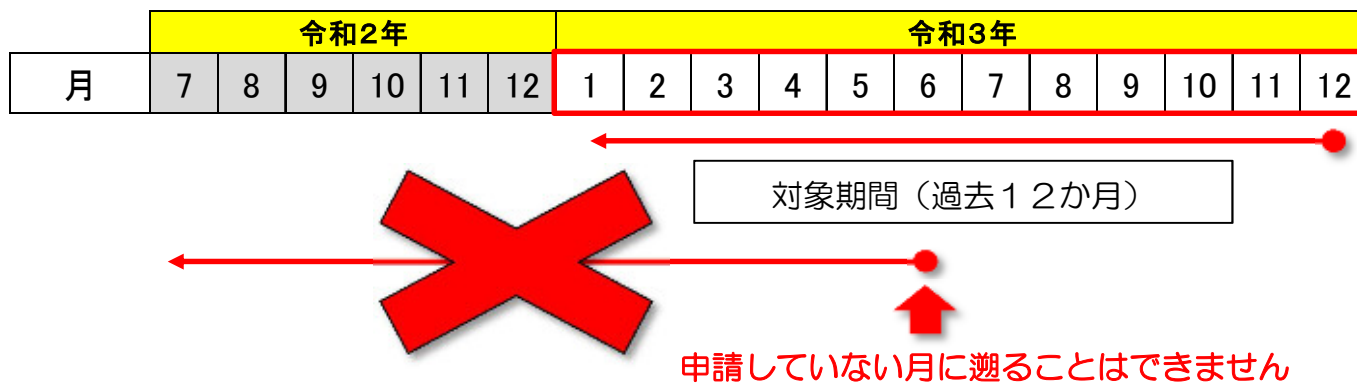 令和２年 令和３年
月 7 8 9 10 11 12 1 2 3 4 5 6 7 8 9 10 11 12
対象期間（過去１２か月）
申請していない月に遡ることはできません